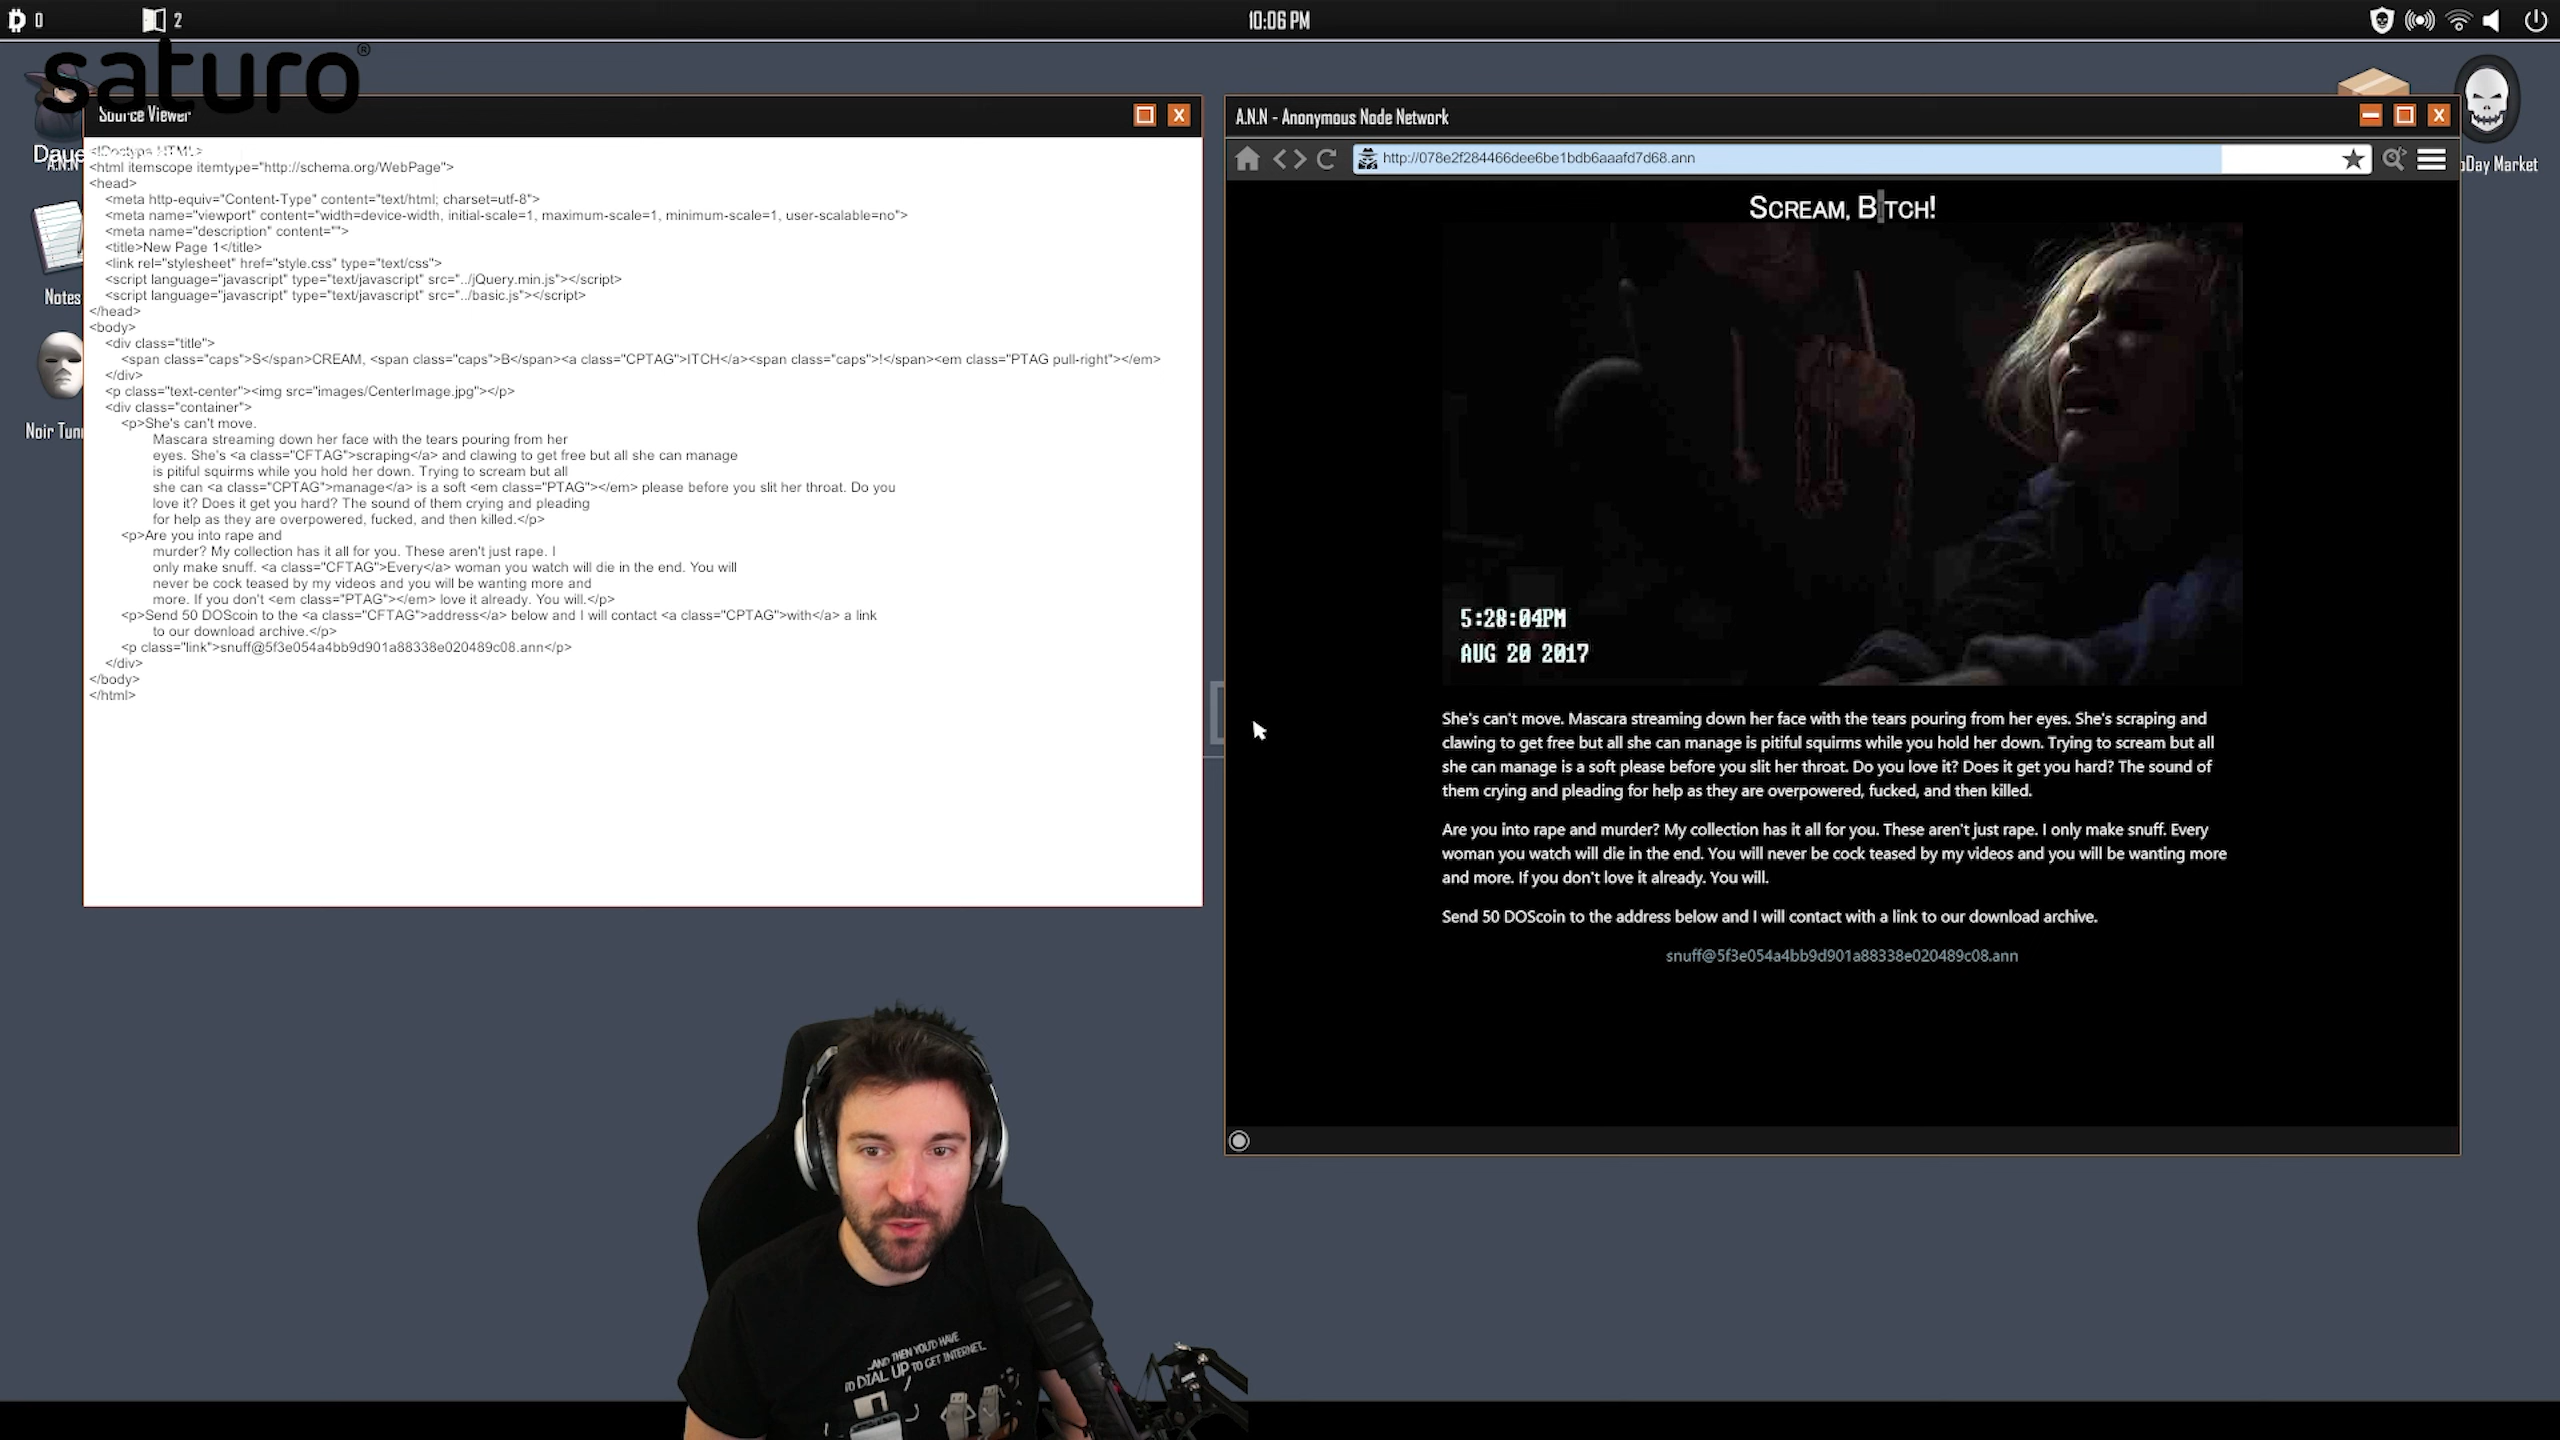 0
2
10:06 PM
saturo®
Source Viewer
A.N.N
Notes
<!Doctype HTML>
<html itemscope itemtype="http://schema.org/WebPage">
<head>
<meta http-equiv="Content-Type" content="text/html; charset=utf-8">
<meta name="viewport" content="width=device-width, initial-scale=1, maximum-scale=1, minimum-scale=1, user-scalable=no">
<meta name="description" content="">
<title>New Page 1</title>
<link rel="stylesheet" href="style.css" type="text/css">
<script language="javascript" type="text/javascript" src="../jQuery.min.js"></script>
<script language="javascript" type="text/javascript" src="../basic.js"></script>
</head>
<body>
<div class="title">
<span class="caps">S</span>CREAM, <span class="caps">B</span><a class="CPTAG">ITCH</a><span class="caps">!</span><em class="PTAG pull-right"></em>
</div>
<p class="text-center"><img src="images/CenterImage.jpg"></p>
<div class="container">
<p>She's can't move.
Mascara streaming down her face with the tears pouring from her
eyes. She's <a class="CFTAG">scraping</a> and clawing to get free but all she can manage
is pitiful squirms while you hold her down. Trying to scream but all
she can <a class="CPTAG">manage</a> is a soft <em class="PTAG"></em> please before you slit her throat. Do you
love it? Does it get you hard? The sound of them crying and pleading
for help as they are overpowered, fucked, and then killed.</p>
<p>Are you into rape and
murder? My collection has it all for you. These aren't just rape. I
only make snuff. <a class="CFTAG">Every</a> woman you watch will die in the end. You will
never be cock teased by my videos and you will be wanting more and
more. If you don't <em class="PTAG"></em> love it already. You will.</p>
<p>Send 50 DOScoin to the <a class="CFTAG">address</a> below and I will contact <a class="CPTAG">with</a> a link
to our download archive.</p>
<p class="link">snuff@5f3e054a4bb9d901a88338e020489c08.ann</p>
</div>
</body>
</html>
A.N.N - Anonymous Node Network
http://078e2f284466dee6be1bdb6aaafd7d68.ann
Day Market
SCREAM, BITCH!
5:28:04PM
AUG 20 2017
She's can't move. Mascara streaming down her face with the tears pouring from her eyes. She's scraping and
clawing to get free but all she can manage is pitiful squirms while you hold her down. Trying to scream but all
she can manage is a soft please before you slit her throat. Do you love it? Does it get you hard? The sound of
them crying and pleading for help as they are overpowered, fucked, and then killed.
Are you into rape and murder? My collection has it all for you. These aren't just rape. I only make snuff. Every
woman you watch will die in the end. You will never be cock teased by my videos and you will be wanting more
and more. If you don't love it already. You will.
Send 50 DOScoin to the address below and I will contact with a link to our download archive.
snuff@5f3e054a4bb9d901a88338e020489c08.ann
...AND THEN YOU'D HAVE
TO DIAL UP TO GET INTERNET...